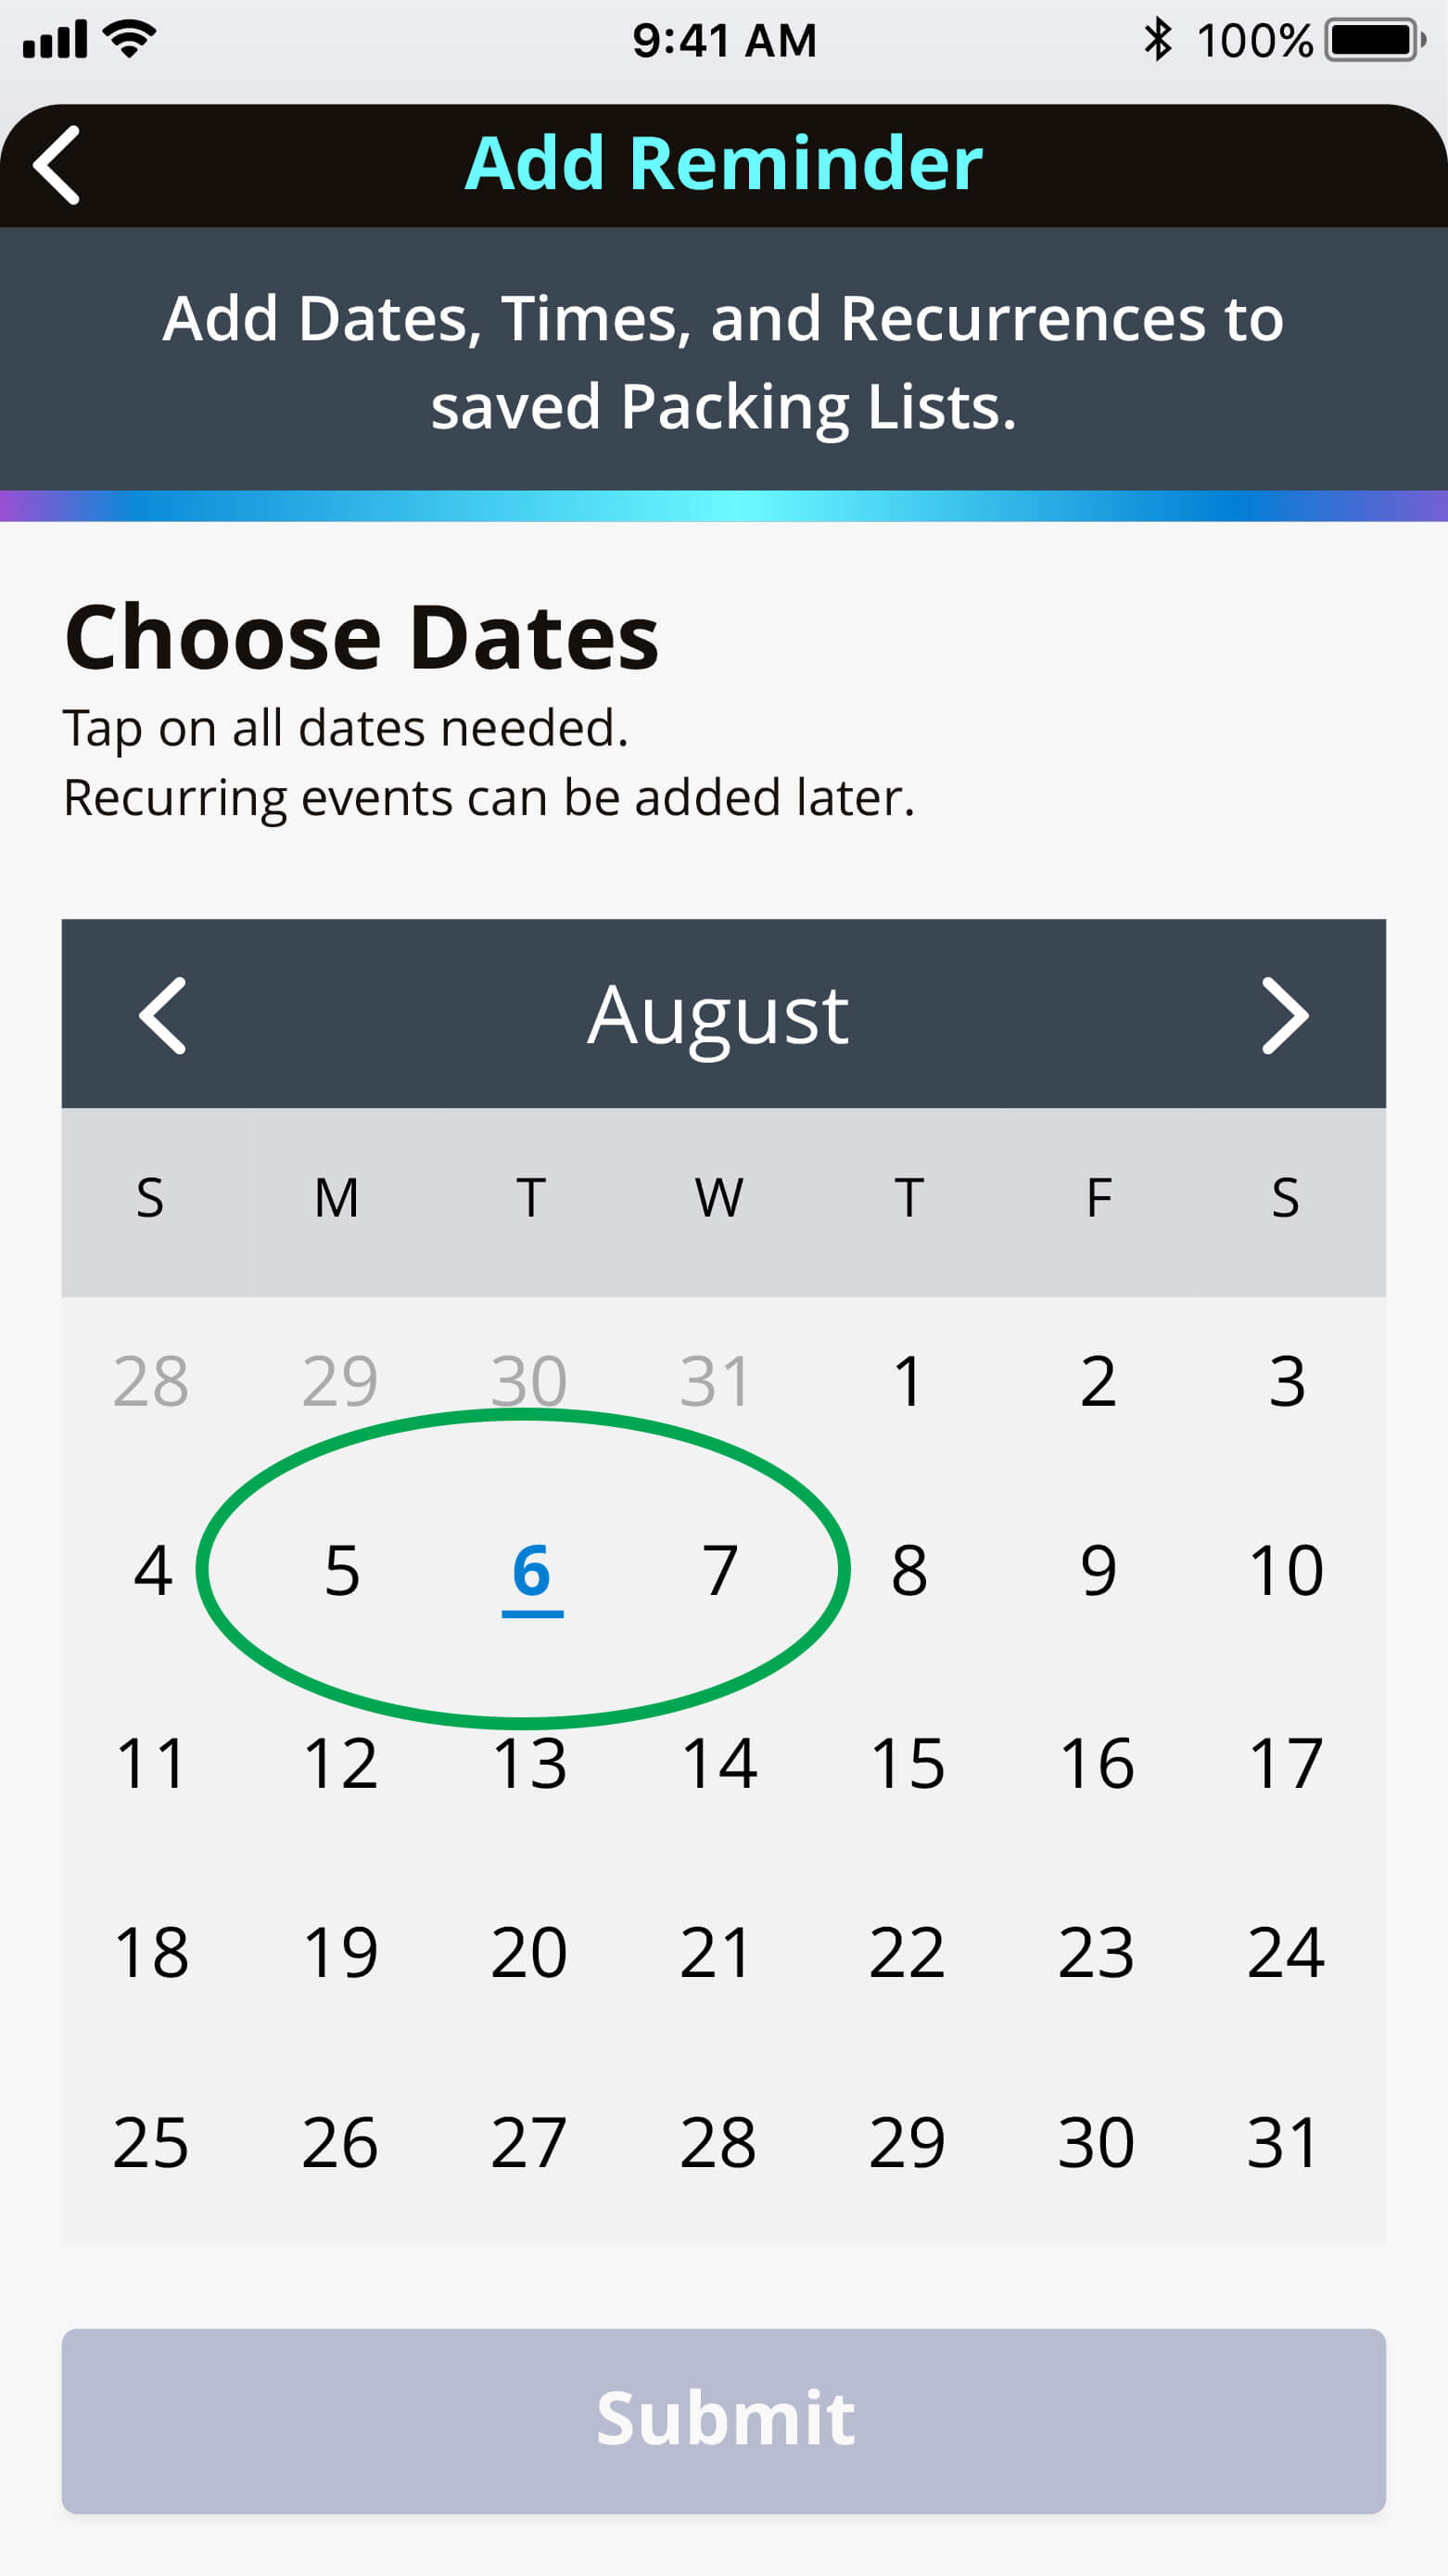 9:41 AM 100%
Add Reminder
Add Dates, Times, and Recurrences to
saved Packing Lists.
Choose Dates
Tap on all dates needed.
Recurring events can be added later.
August
S M T W T F S
28 29 30 31 1 2 3
4 5 6 7 8 9 10
11 12 13 14 15 16 17
18 19 20 21 22 23 24
25 26 27 28 29 30 31
Submit